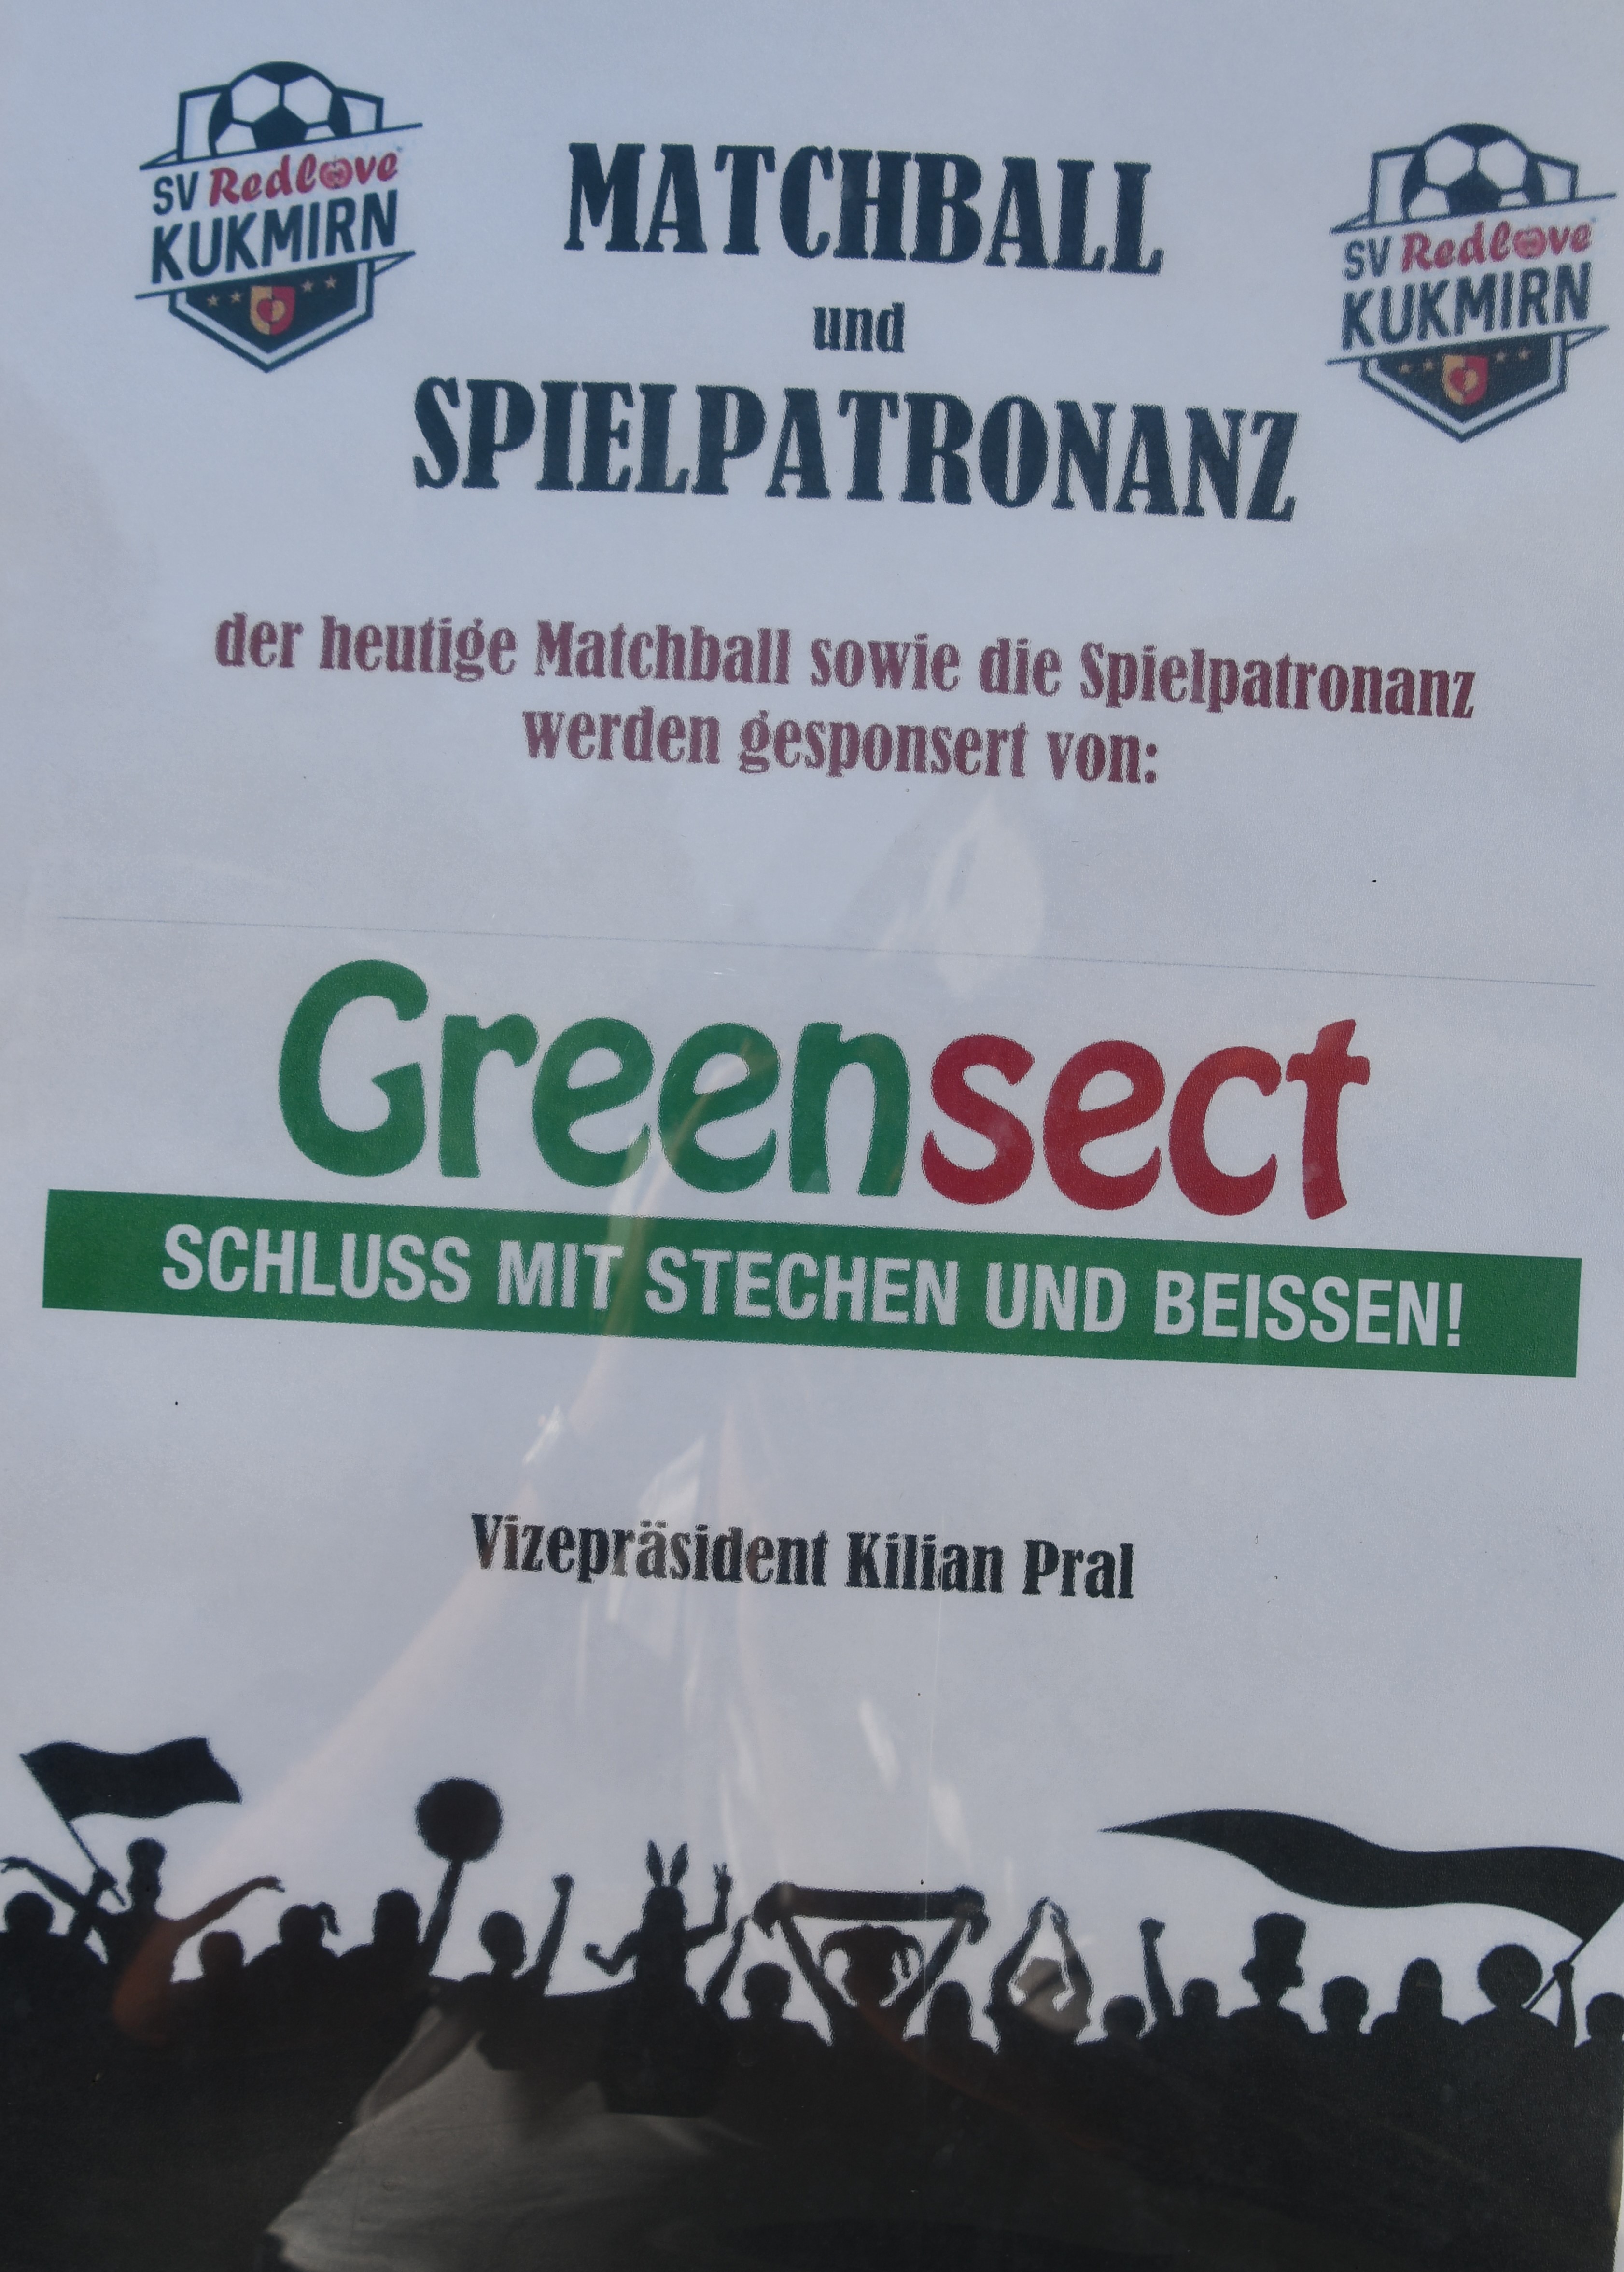 SV Redlove
KUKMIRN
MATCHBALL
und
SPIELPATRONANZ
SV Redlove
KUKMIRN
der heutige Matchball sowie die Spielpatronanz
werden gesponsert von:
Greensect
SCHLUSS MIT STECHEN UND BEISSEN!
Vizepräsident Kilian Pral